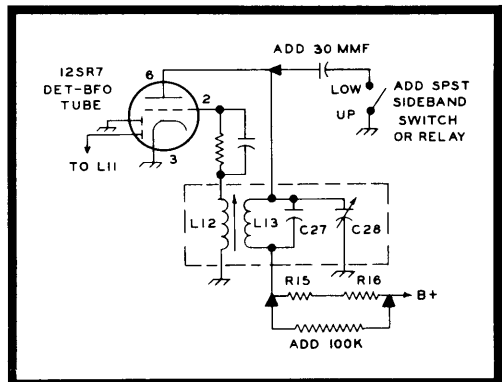 ADD 30 MMF
12SR7
DET-BFO
TUBE
6
2
3
LOW
UP
ADD SPST
SIDEBAND
SWITCH
OR RELAY
TO L11
L12
L13
C27
C28
R15
R16
B+
ADD 100K